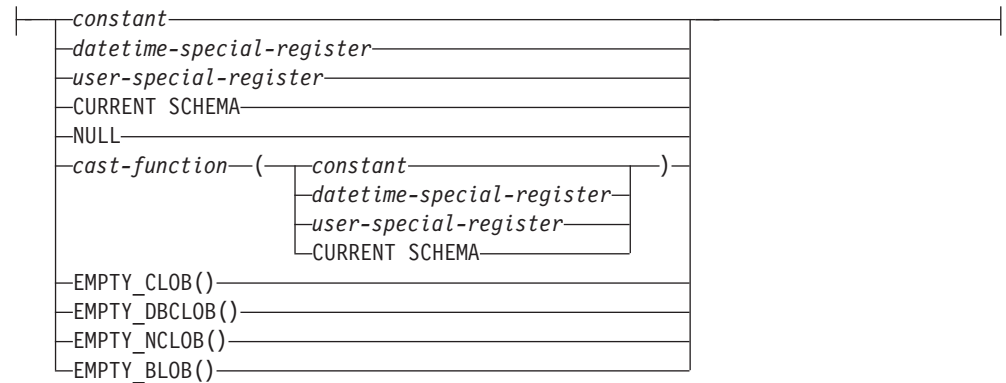 constant
datetime-special-register
user-special-register
CURRENT SCHEMA
NULL
cast-function ( constant )
datetime-special-register
user-special-register
CURRENT SCHEMA
EMPTY_CLOB()
EMPTY_DBCLOB()
EMPTY_NCLOB()
EMPTY_BLOB()